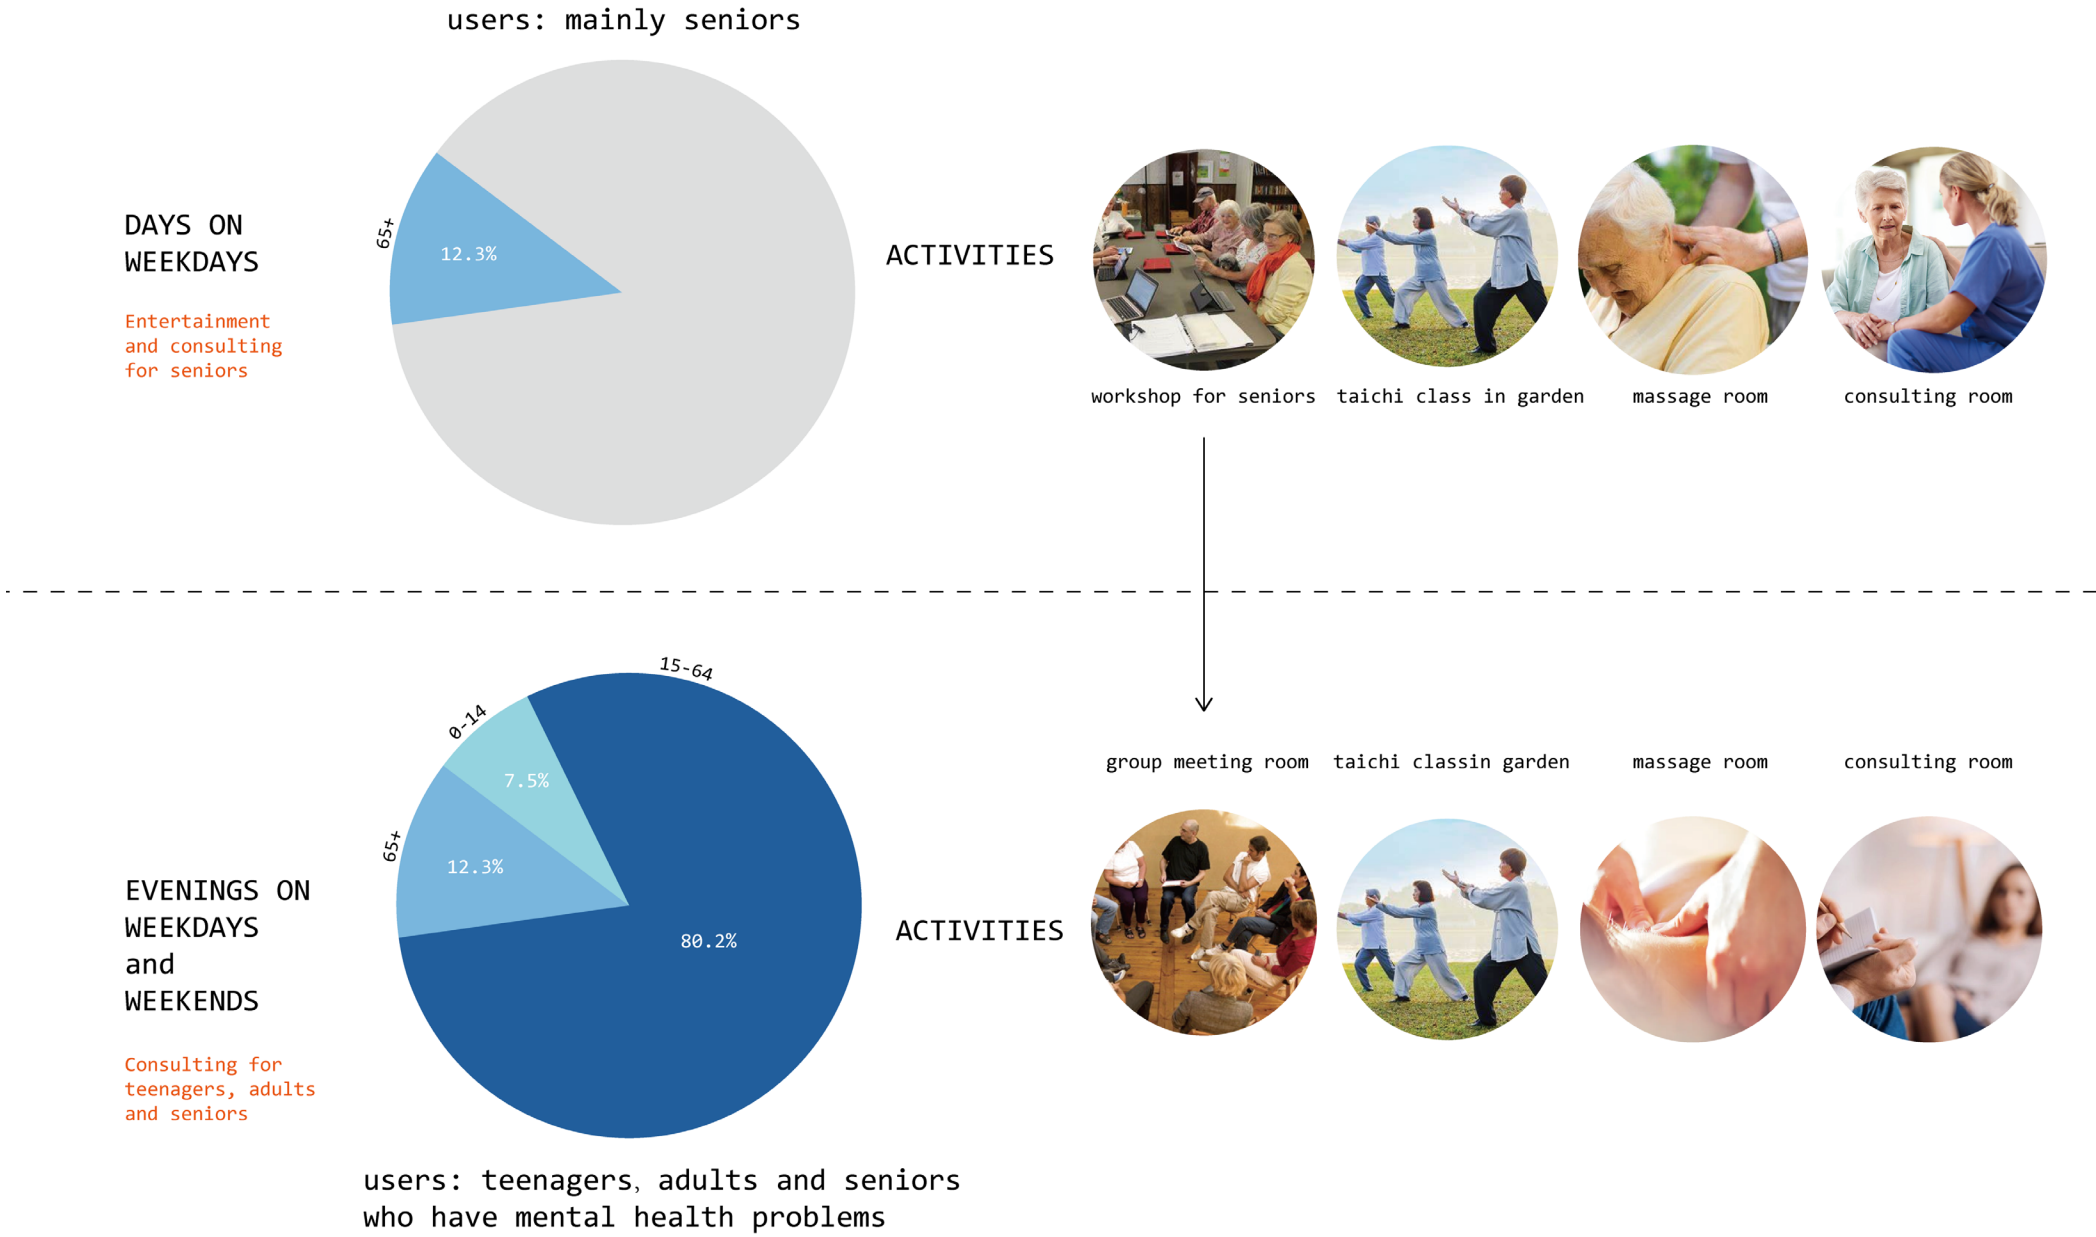 users: mainly seniors
65+
12.3%
DAYS ON
WEEKDAYS
Entertainment
and consulting
for seniors
ACTIVITIES
workshop for seniors
taichi class in garden
massage room
consulting room
15-64
0-14
7.5%
65+
12.3%
80.2%
EVENINGS ON
WEEKDAYS
and
WEEKENDS
Consulting for
teenagers, adults
and seniors
ACTIVITIES
group meeting room
taichi classin garden
massage room
consulting room
users: teenagers, adults and seniors
who have mental health problems